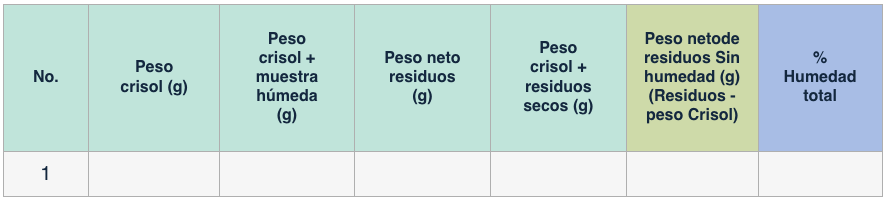 No.
Peso
crisol (g)
Peso
crisol +
muestra
húmeda
(g)
Peso neto
residuos
(g)
Peso
crisol +
residuos
secos (g)
Peso netode
residuos Sin
humedad (g)
(Residuos -
peso Crisol)
%
Humedad
total
1